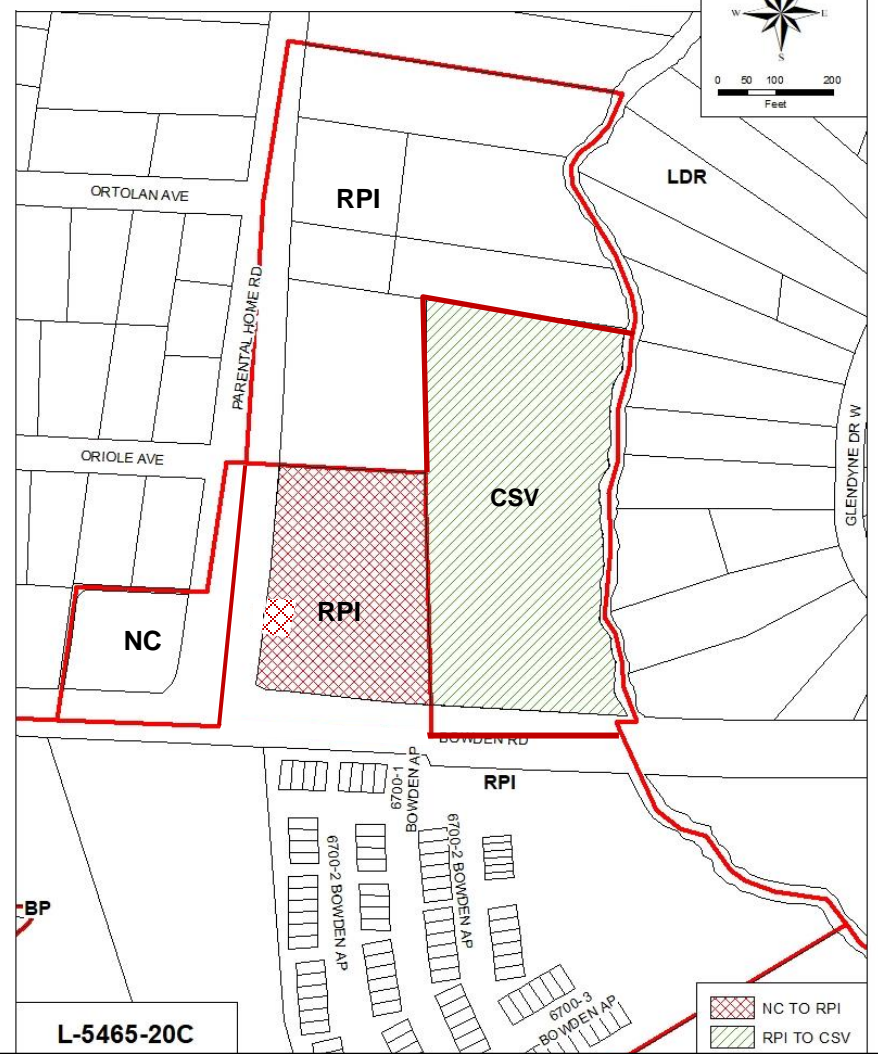 W E
S
0 50 100 200
Feet
ORTOLAN AVE
RPI
LDR
PARENTAL HOME RD
ORIOLE AVE
GLENDYNE DR W
CSV
RPI
NC
BOWDEN RD
RPI
6700-1
BOWDEN AP
6700-2 BOWDEN AP
6700-2 BOWDEN AP
BP
6700-3
BOWDEN AP
L-5465-20C
NC TO RPI
RPI TO CSV